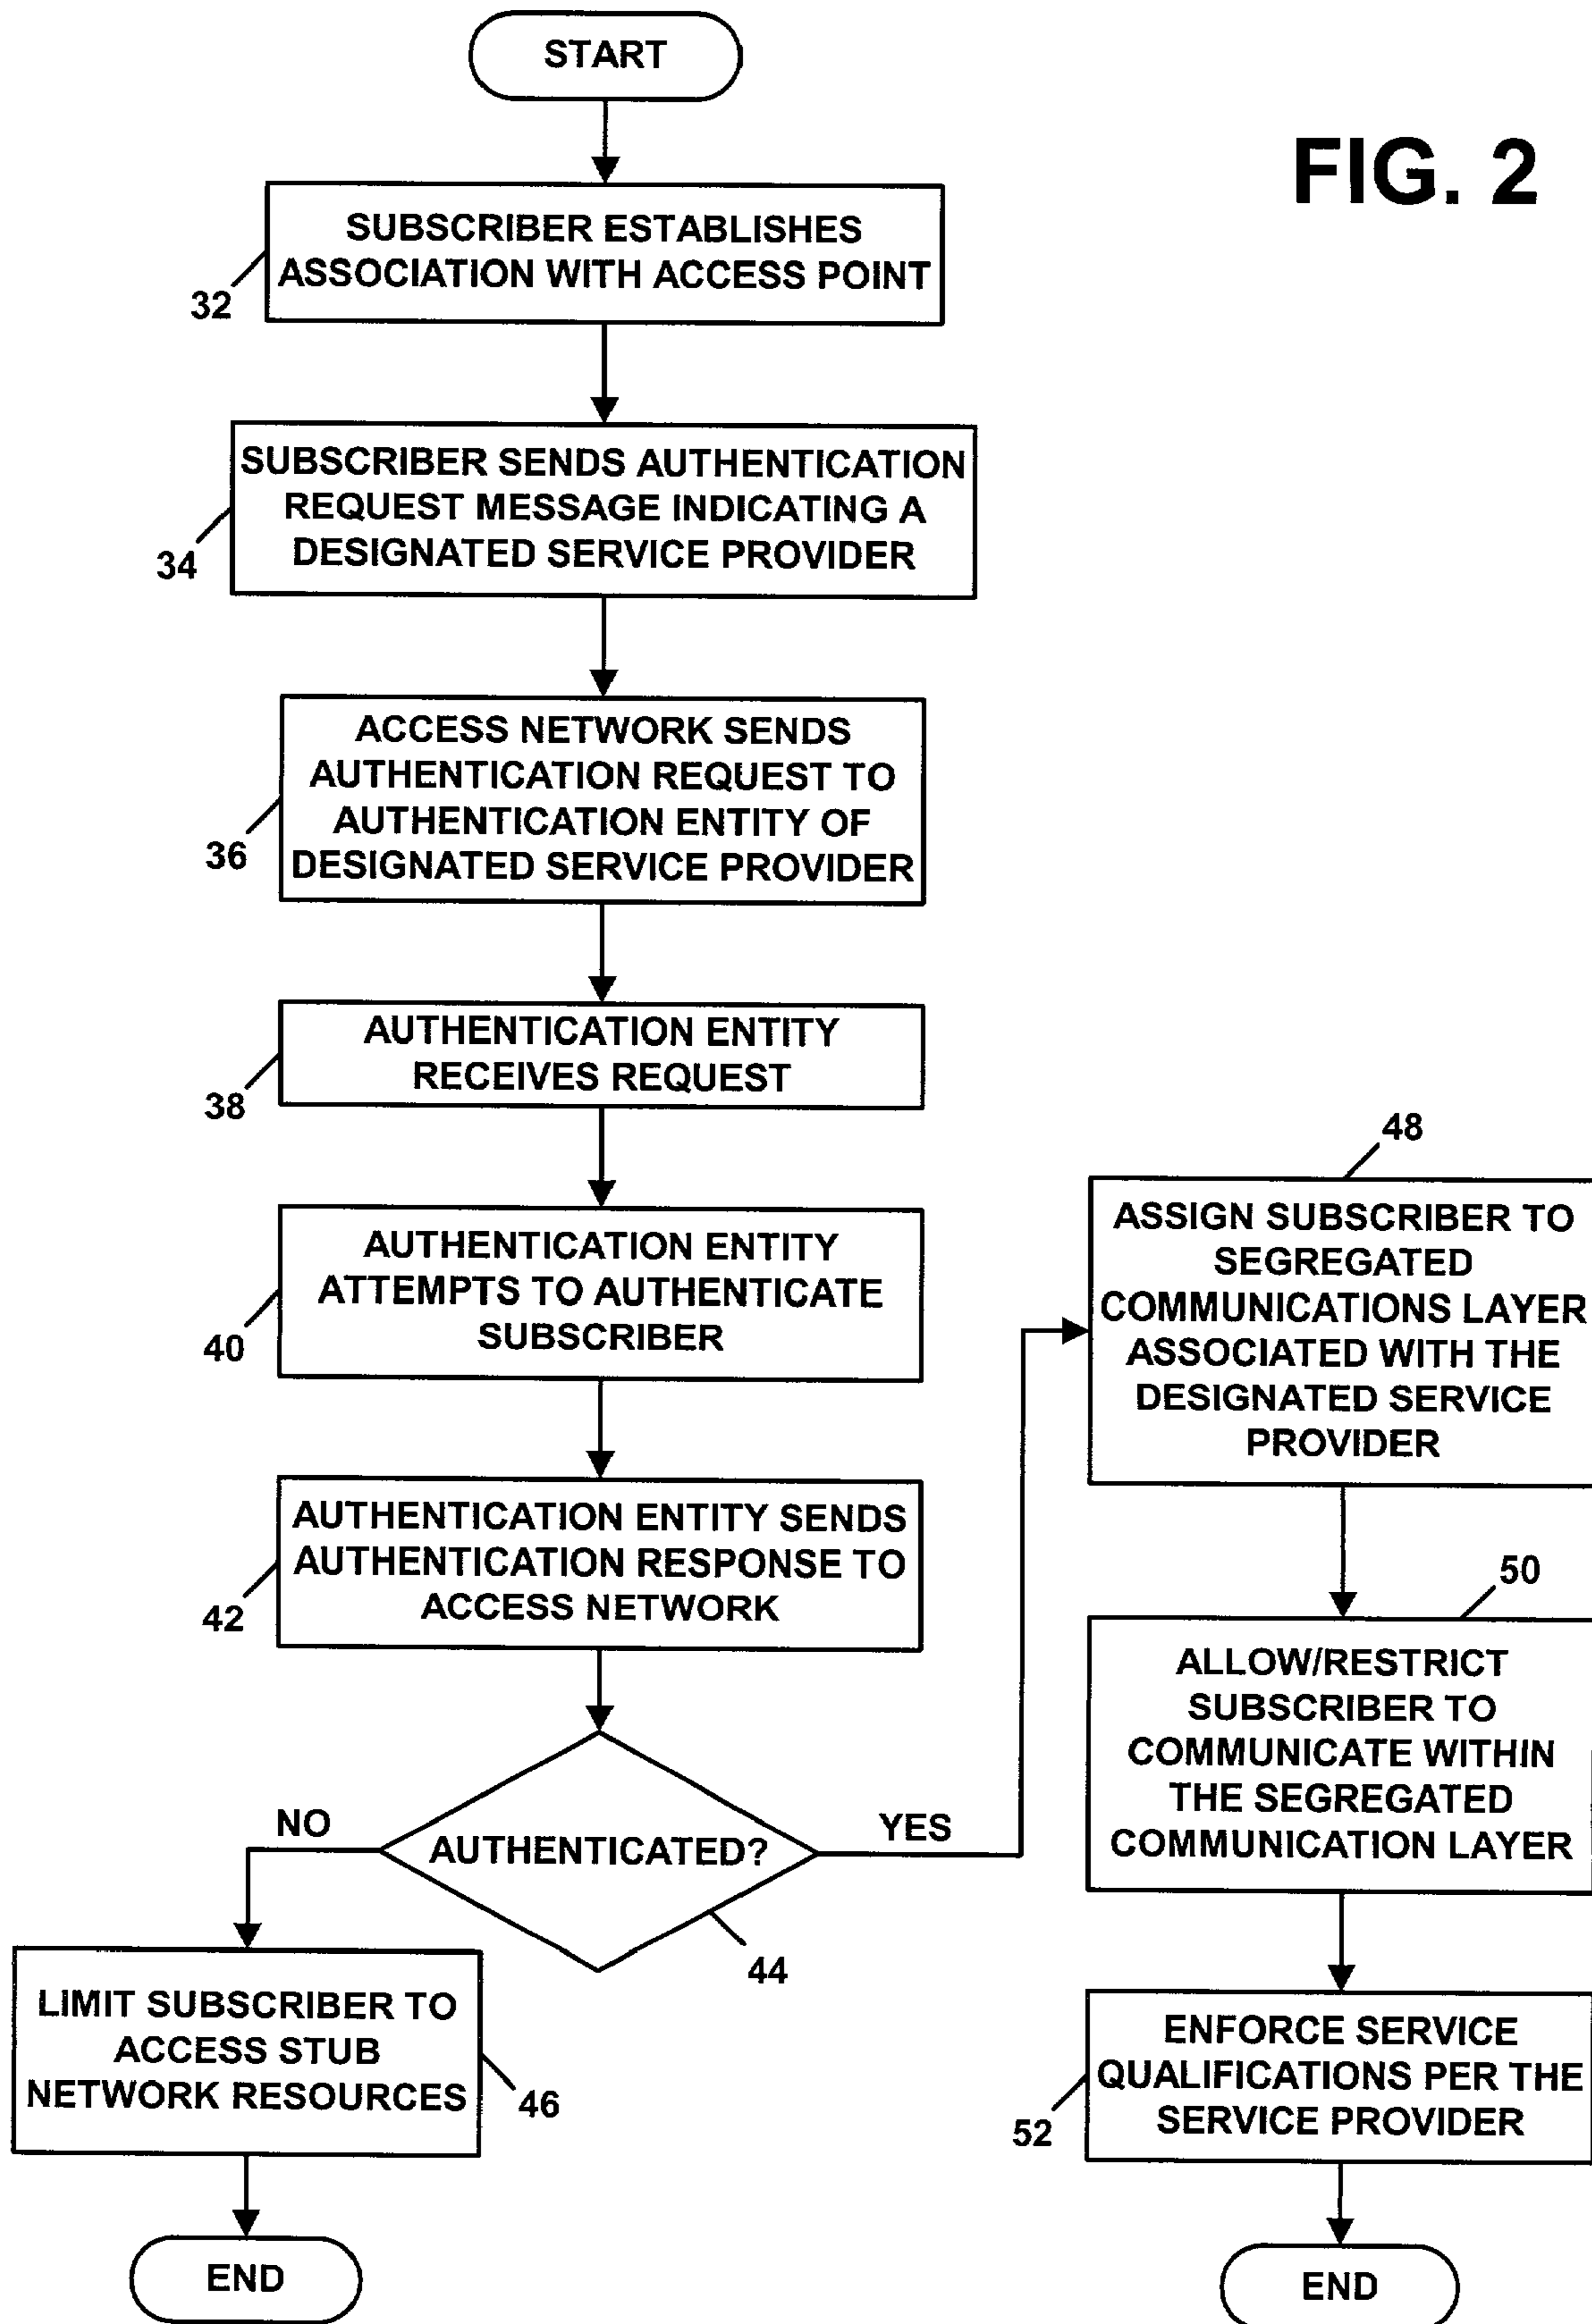 START
FIG. 2
SUBSCRIBER ESTABLISHES
ASSOCIATION WITH ACCESS POINT
32
SUBSCRIBER SENDS AUTHENTICATION
REQUEST MESSAGE INDICATING A
DESIGNATED SERVICE PROVIDER
34
ACCESS NETWORK SENDS
AUTHENTICATION REQUEST TO
AUTHENTICATION ENTITY OF
DESIGNATED SERVICE PROVIDER
36
AUTHENTICATION ENTITY
RECEIVES REQUEST
38
AUTHENTICATION ENTITY
ATTEMPTS TO AUTHENTICATE
SUBSCRIBER
40
AUTHENTICATION ENTITY SENDS
AUTHENTICATION RESPONSE TO
ACCESS NETWORK
42
AUTHENTICATED?
44
NO
YES
LIMIT SUBSCRIBER TO
ACCESS STUB
NETWORK RESOURCES
46
END
48
ASSIGN SUBSCRIBER TO
SEGREGATED
COMMUNICATIONS LAYER
ASSOCIATED WITH THE
DESIGNATED SERVICE
PROVIDER
50
ALLOW/RESTRICT
SUBSCRIBER TO
COMMUNICATE WITHIN
THE SEGREGATED
COMMUNICATION LAYER
ENFORCE SERVICE
QUALIFICATIONS PER THE
SERVICE PROVIDER
52
END